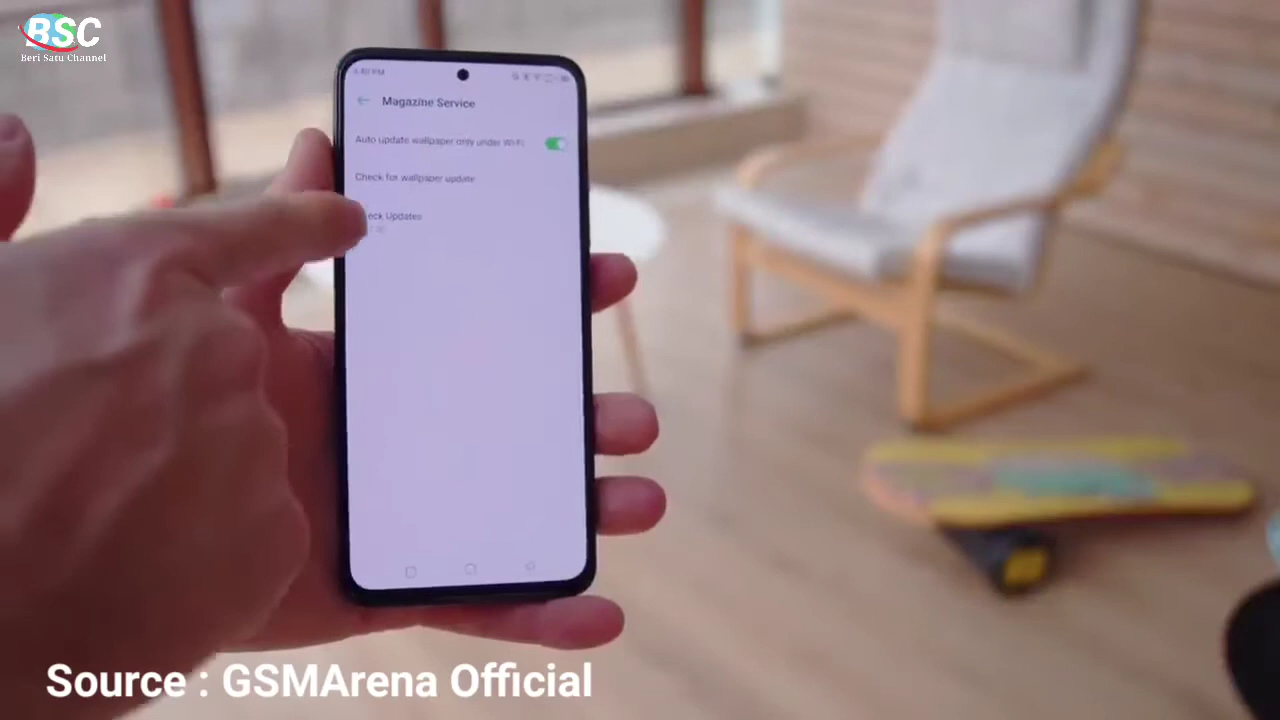 BSC
Beri Satu Channel
Magazine Service
Auto update wallpaper only under Wi-Fi
Check for wallpaper update
Updates
Source : GSMArena Official